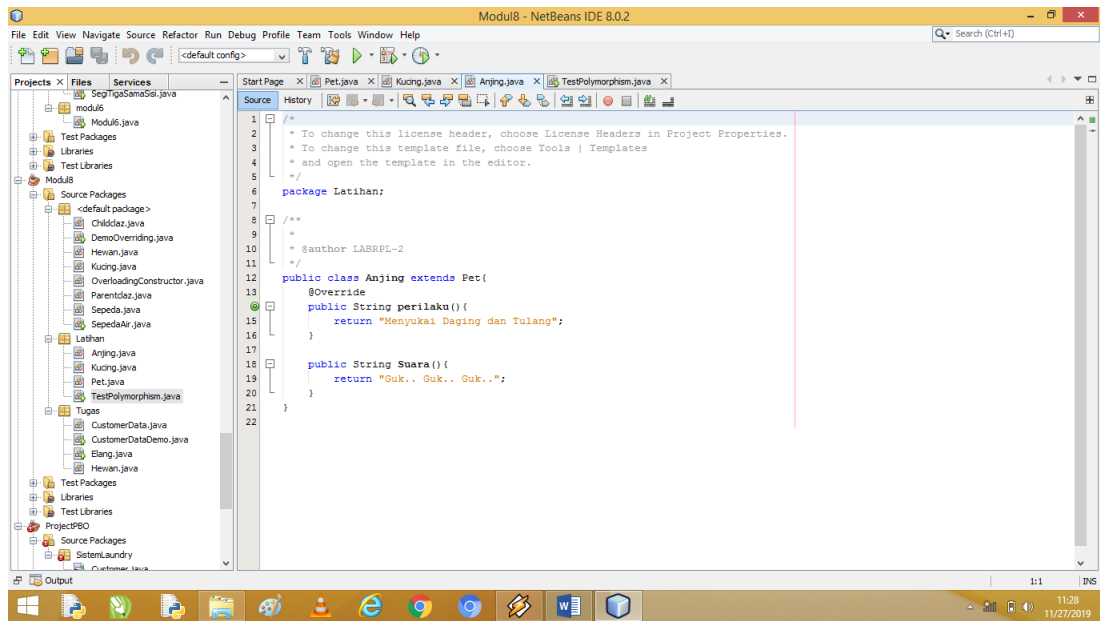 Modul8 - NetBeans IDE 8.0.2
File Edit View Navigate Source Refactor Run Debug Profile Team Tools Window Help
Search (Ctrl+I)
<default config>
Projects Files Services
Start Page Pet.java Kucing.java Anjing.java TestPolymorphism.java
Source History
SegiTigaSamaSisi.java
modul6
Modul6.java
Test Packages
Libraries
Test Libraries
Modul8
Source Packages
<default package>
Childclaz.java
DemoOverriding.java
Hewan.java
Kucing.java
OverloadingConstructor.java
Parentclaz.java
Sepeda.java
SepedaAir.java
Latihan
Anjing.java
Kucing.java
Pet.java
TestPolymorphism.java
Tugas
CustomerData.java
CustomerDataDemo.java
Elang.java
Hewan.java
Test Packages
Libraries
Test Libraries
ProjectPBO
Source Packages
SistemLaundry
Customer.java
1 /*
2 * To change this license header, choose License Headers in Project Properties.
3 * To change this template file, choose Tools | Templates
4 * and open the template in the editor.
5 */
6 package Latihan;
7
8 /**
9 *
10 * @author LABRPL-2
11 */
12 public class Anjing extends Pet{
13 @Override
public String perilaku(){
15 return "Menyukai Daging dan Tulang";
16 }
17
18 public String Suara(){
19 return "Guk.. Guk.. Guk..";
20 }
21 }
22
Output
1:1 INS
11:28
11/27/2019